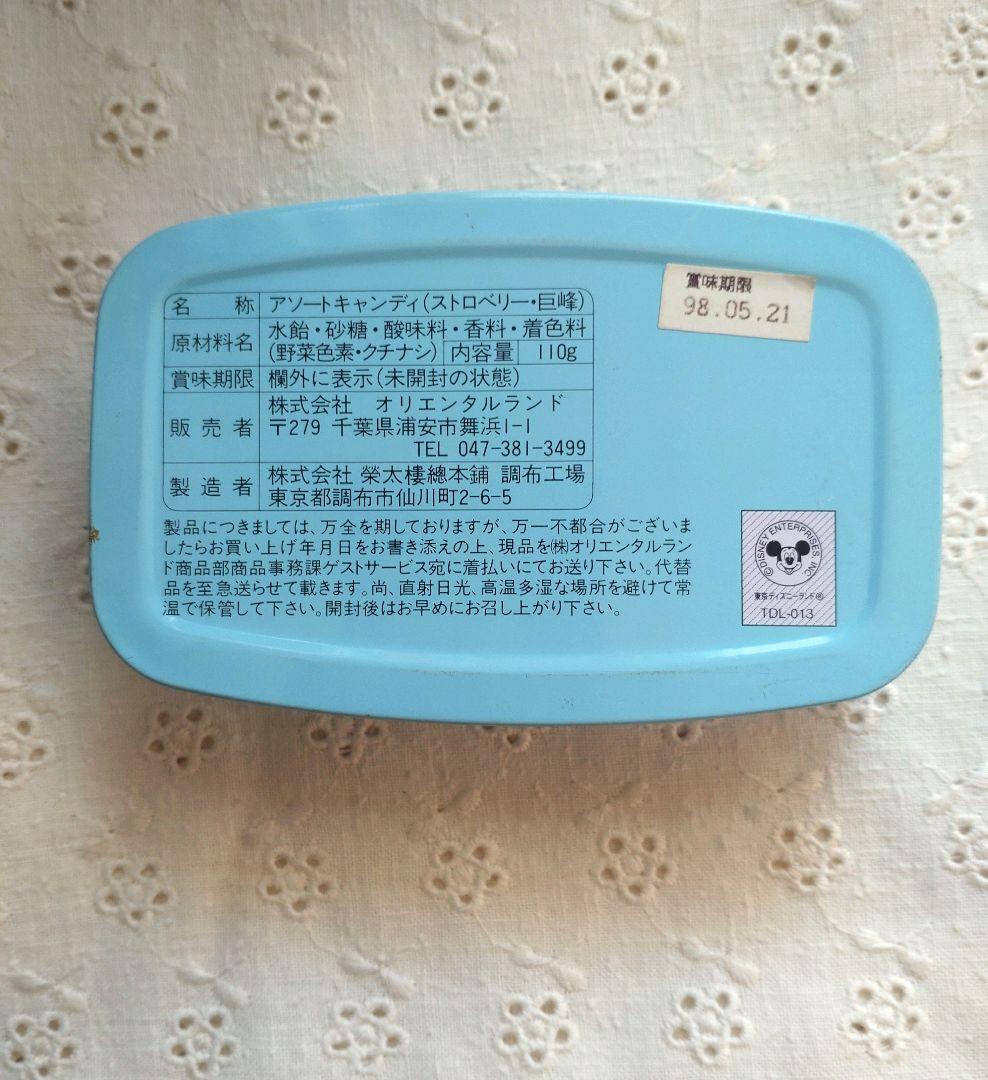 名称 アソートキャンディ(ストロベリー・巨峰)
原材料名 水飴・砂糖・酸味料・香料・着色料
(野菜色素・クチナシ) 内容量 110g
賞味期限 欄外に表示(未開封の状態)
販売者 株式会社 オリエンタルランド
〒279 千葉県浦安市舞浜1-1
TEL 047-381-3499
製造者 株式会社 榮太樓總本鋪 調布工場
東京都調布市仙川町2-6-5
製品につきましては、万全を期しておりますが、万一不都合がございま
したらお買い上げ年月日をお書き添えの上、現品を㈱オリエンタルラン
ド商品部商品事務課ゲストサービス宛に着払いにてお送り下さい。代替
品を至急送らせて載きます。尚、直射日光、高温多湿な場所を避けて常
温で保管して下さい。開封後はお早めにお召し上がり下さい。
賞味期限
98.05.21
©DISNEY ENTERPRISES, INC
東京ディズニーランド®
TDL-013